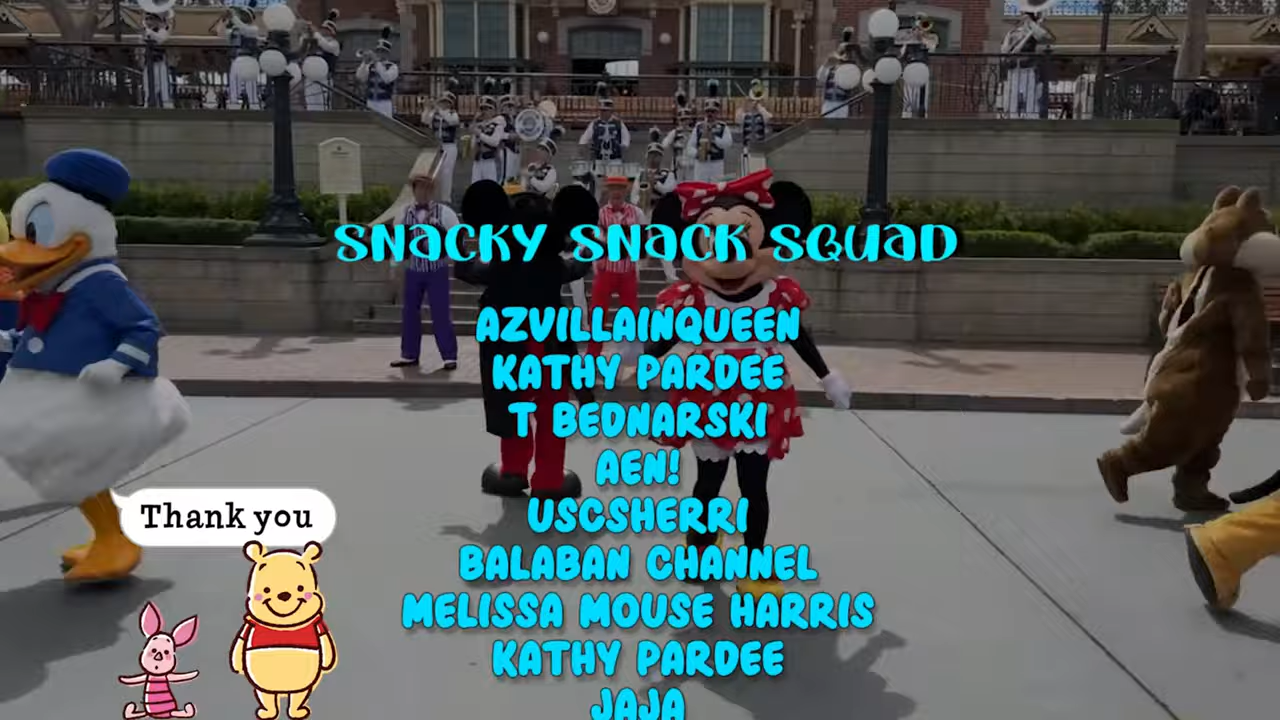 SNACKY SNACK SQUAD
AZVILLAINQUEEN
KATHY PARDEE
T BEDNARSKI
AEN!
USCSHERRI
BALABAN CHANNEL
MELISSA MOUSE HARRIS
KATHY PARDEE
JAJA
Thank you